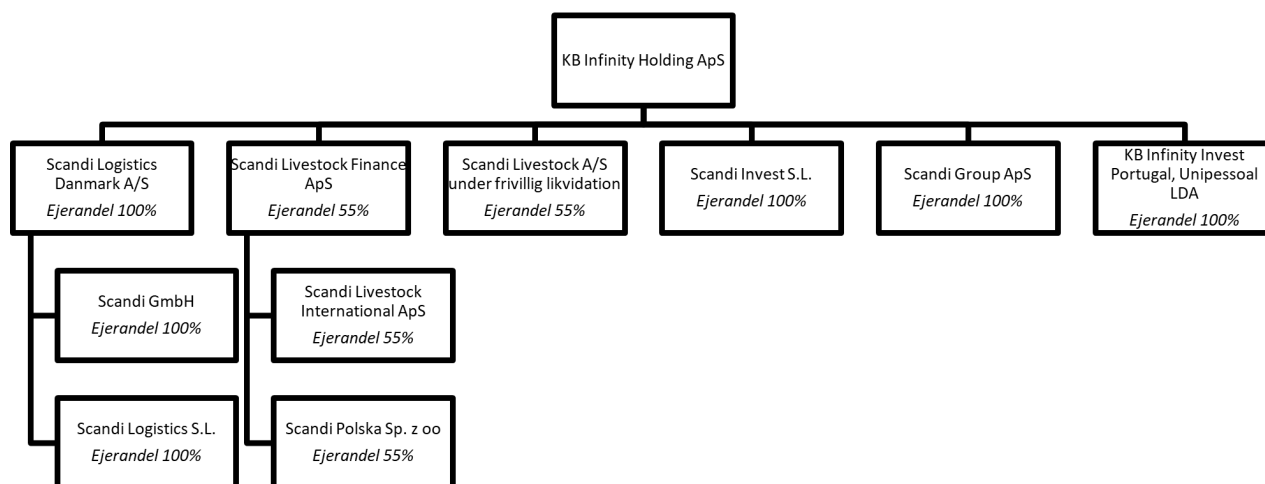 KB Infinity Holding ApS
Scandi Logistics
Danmark A/S
Ejerandel 100%
Scandi Livestock Finance
ApS
Ejerandel 55%
Scandi Livestock A/S
under frivillig likvidation
Ejerandel 55%
Scandi Invest S.L.
Ejerandel 100%
Scandi Group ApS
Ejerandel 100%
KB Infinity Invest
Portugal, Unipessoal
LDA
Ejerandel 100%
Scandi GmbH
Ejerandel 100%
Scandi Livestock
International ApS
Ejerandel 55%
Scandi Logistics S.L.
Ejerandel 100%
Scandi Polska Sp. z oo
Ejerandel 55%